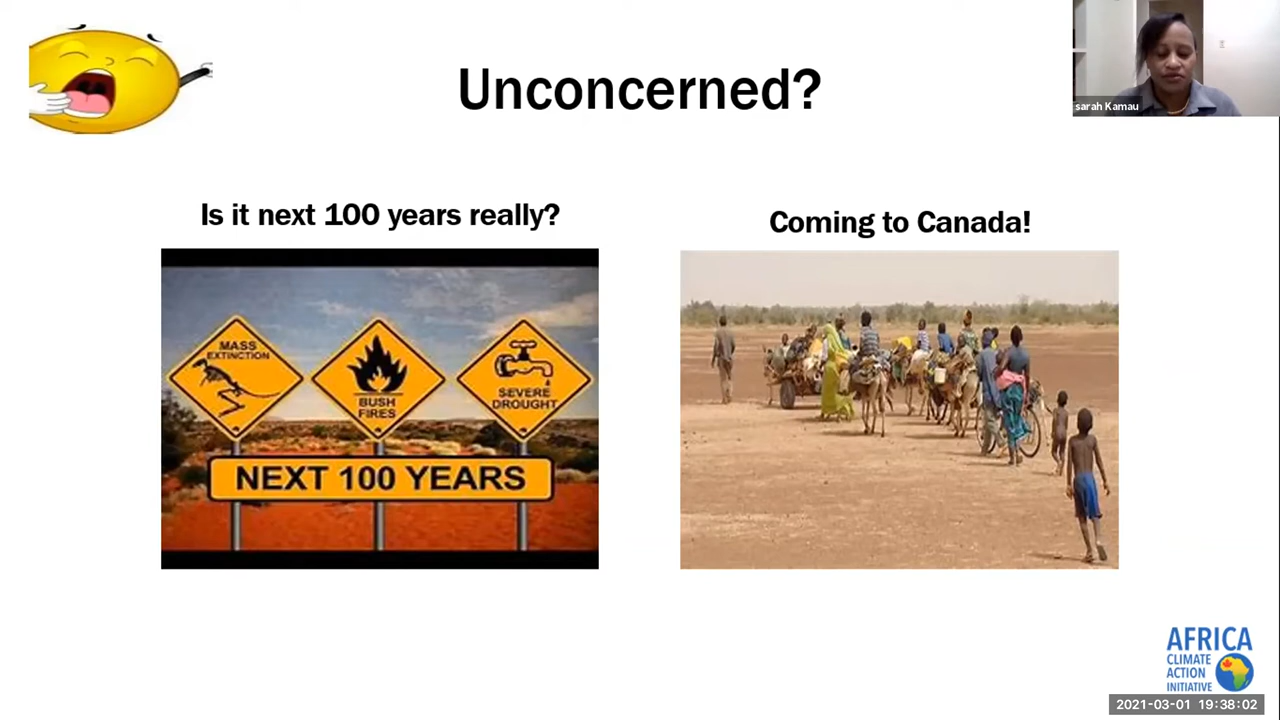 Unconcerned?
sarah Kamau
Is it next 100 years really?
Coming to Canada!
MASS
EXTINCTION
BUSH
FIRES
SEVERE
DROUGHT
NEXT 100 YEARS
AFRICA
CLIMATE
ACTION
INITIATIVE
2021-03-01 19:38:02